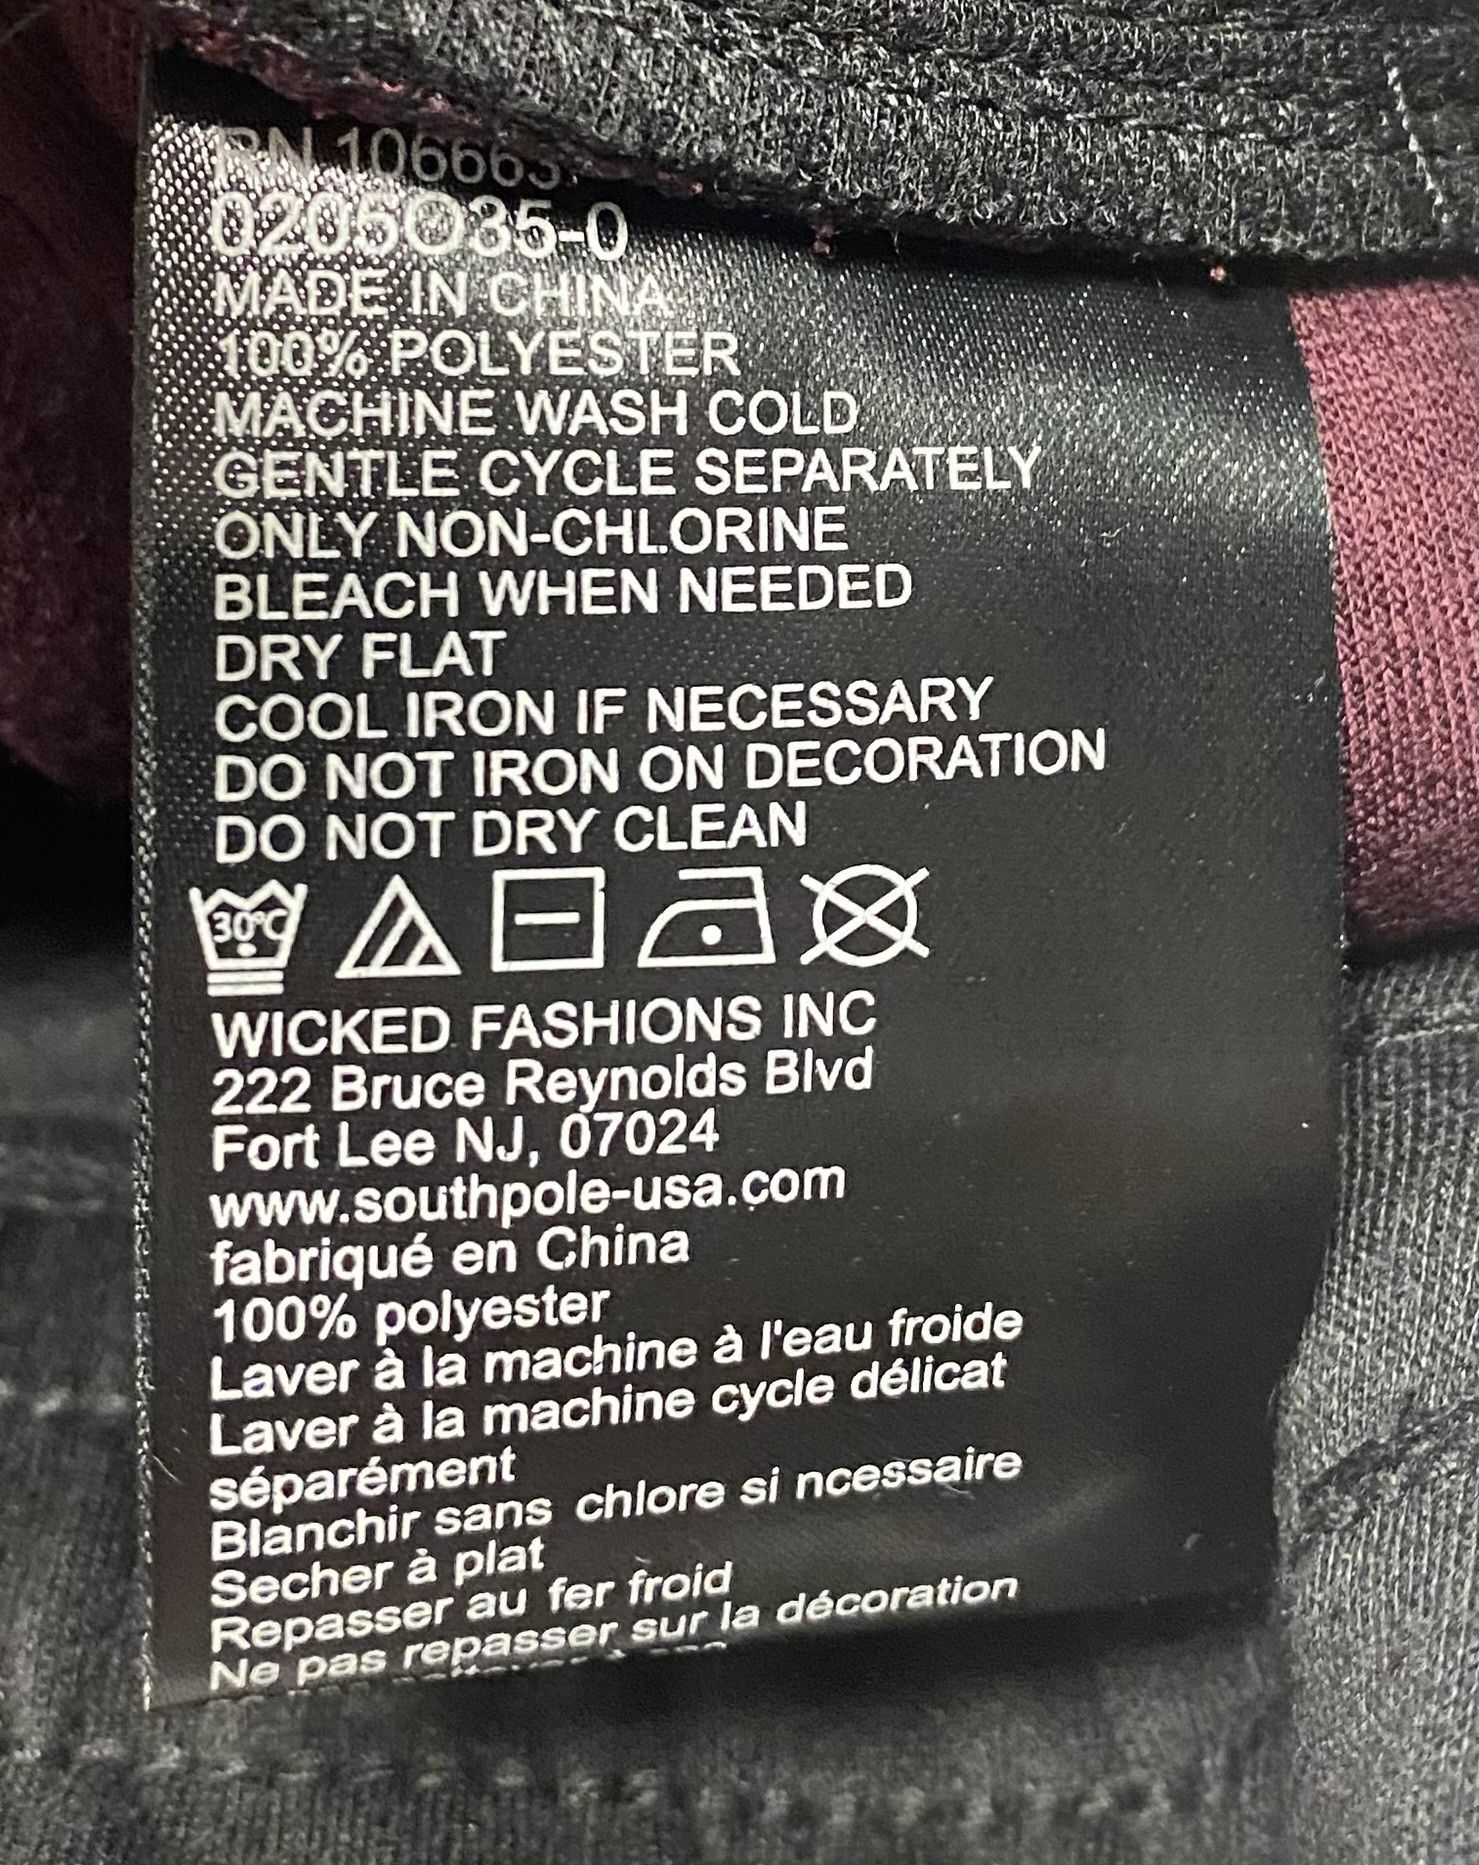 RN 106663
0205O35-0
MADE IN CHINA
100% POLYESTER
MACHINE WASH COLD
GENTLE CYCLE SEPARATELY
ONLY NON-CHLORINE
BLEACH WHEN NEEDED
DRY FLAT
COOL IRON IF NECESSARY
DO NOT IRON ON DECORATION
DO NOT DRY CLEAN
30°C
WICKED FASHIONS INC
222 Bruce Reynolds Blvd
Fort Lee NJ, 07024
www.southpole-usa.com
fabriqué en China
100% polyester
Laver à la machine à l'eau froide
Laver à la machine cycle délicat
séparément
Blanchir sans chlore si ncessaire
Secher à plat
Repasser au fer froid
Ne pas repasser sur la décoration